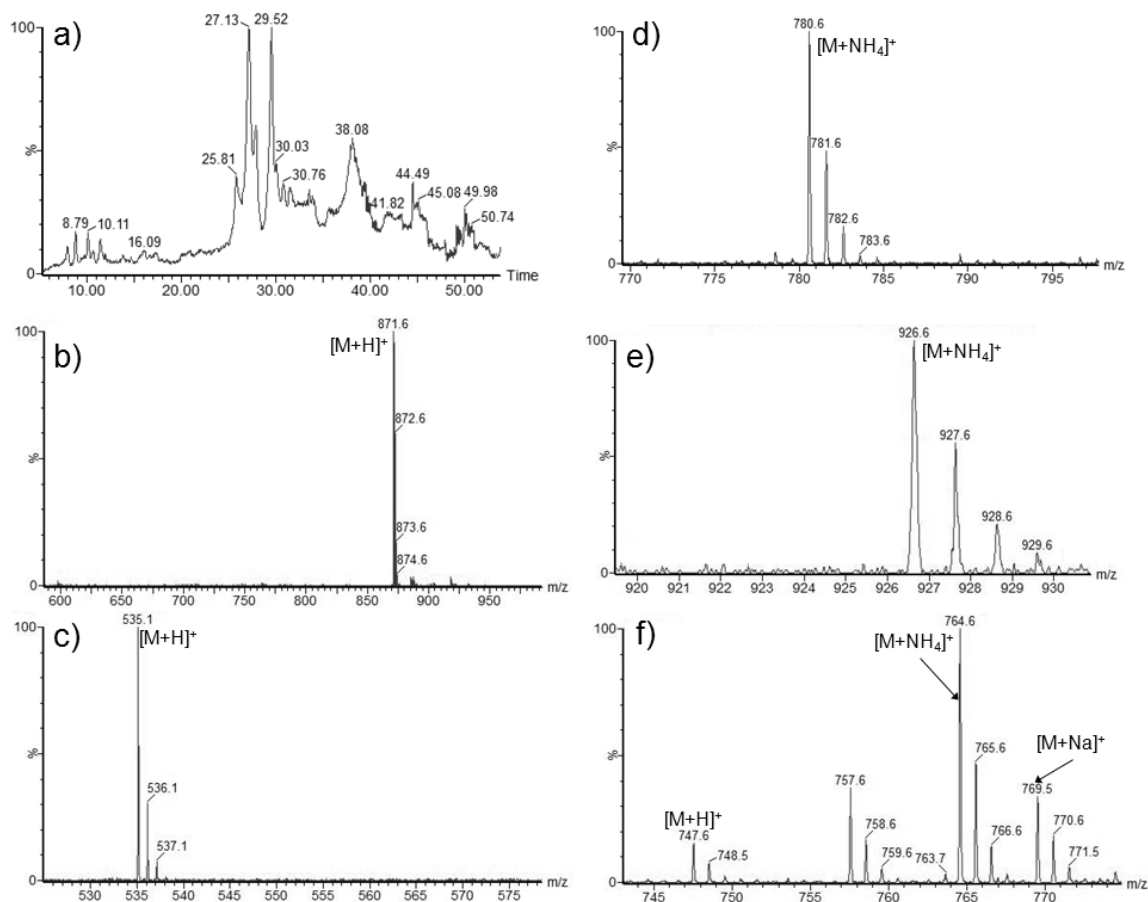 a)
100
%
0
27.13
29.52
25.81
30.03
30.76
38.08
44.49
45.08
49.98
50.74
41.82
8.79
10.11
16.09
10.00 20.00 30.00 40.00 50.00
Time
b)
100
%
0
[M+H]+
871.6
872.6
873.6
874.6
600 650 700 750 800 850 900 950
m/z
c)
100
%
0
535.1
[M+H]+
536.1
537.1
530 535 540 545 550 555 560 565 570 575
m/z
d)
100
%
0
780.6
[M+NH4]+
781.6
782.6
783.6
770 775 780 785 790 795
m/z
e)
100
%
0
926.6
[M+NH4]+
927.6
928.6
929.6
920 921 922 923 924 925 926 927 928 929 930
m/z
f)
100
%
0
764.6
[M+NH4]+
[M+Na]+
765.6
769.5
757.6
[M+H]+
747.6
748.5
758.6
759.6
763.7
766.6
770.6
771.5
745 750 755 760 765 770
m/z